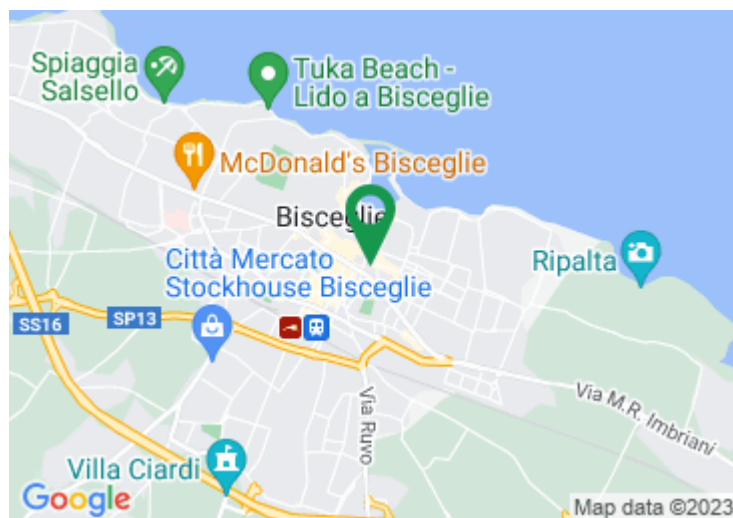 Spiaggia
Salsello
Tuka Beach -
Lido a Bisceglie
McDonald's Bisceglie
Bisceglie
Città Mercato
Stockhouse Bisceglie
Ripalta
SS16
SP13
Via Ruvo
Via M.R. Imbriani
Villa Ciardi
Google
Map data ©2023